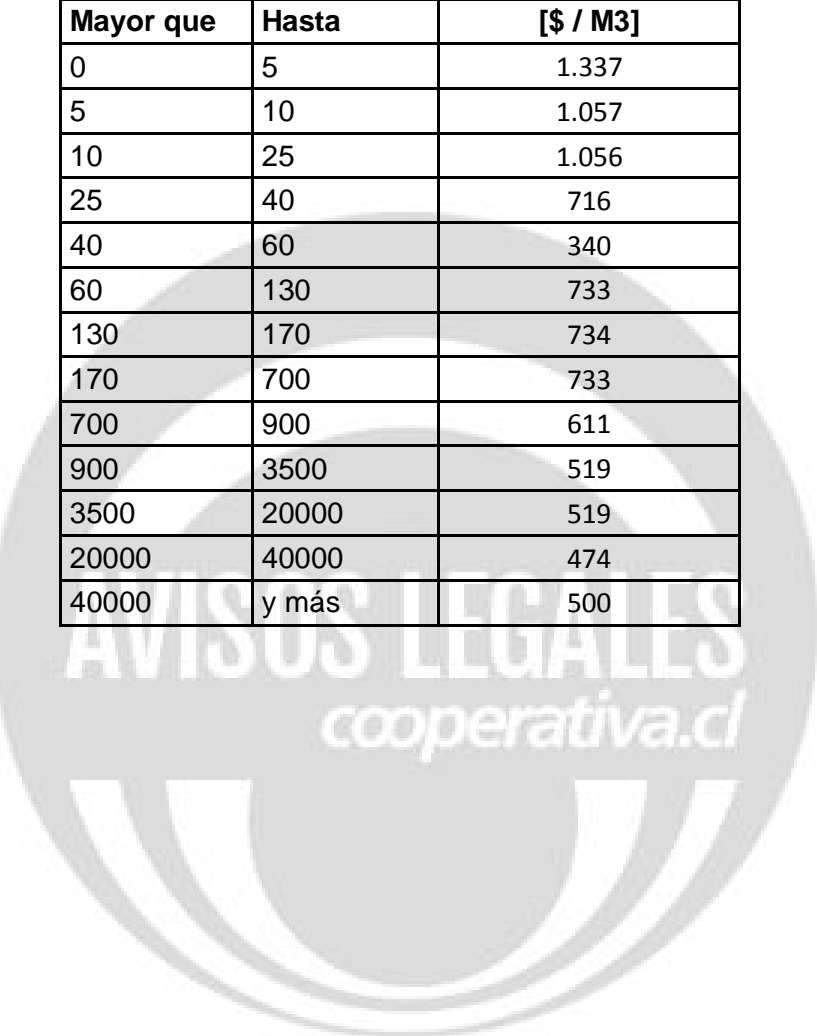 Mayor que Hasta [$ / M3]
0 5 1.337
5 10 1.057
10 25 1.056
25 40 716
40 60 340
60 130 733
130 170 734
170 700 733
700 900 611
900 3500 519
3500 20000 519
20000 40000 474
40000 y más 500
AVISOS LEGALES
cooperativa.cl